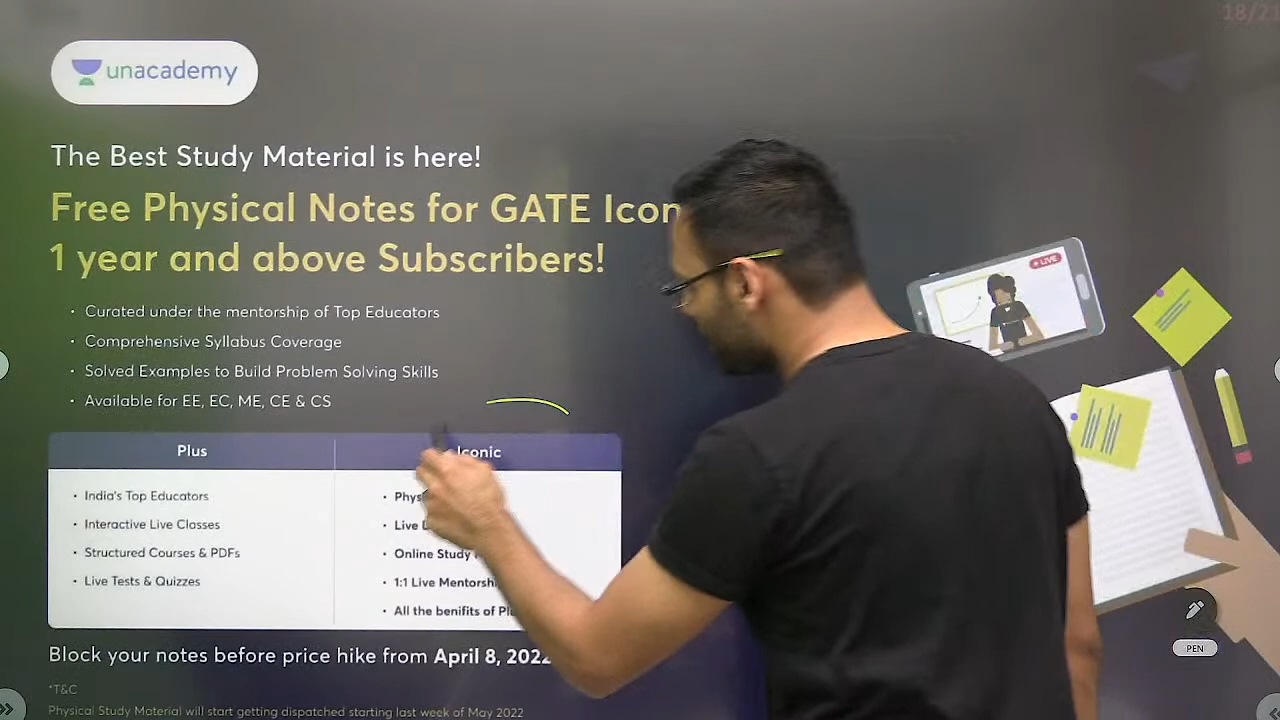 18/21
unacademy
The Best Study Material is here!
Free Physical Notes for GATE Icon
1 year and above Subscribers!
• Curated under the mentorship of Top Educators
• Comprehensive Syllabus Coverage
• Solved Examples to Build Problem Solving Skills
• Available for EE, EC, ME, CE & CS
LIVE
Plus
• India's Top Educators
• Interactive Live Classes
• Structured Courses & PDFs
• Live Tests & Quizzes
Iconic
• Phys
• Live
• Online Study
• 1:1 Live Mentorsh
• All the benifits of Pl
Block your notes before price hike from April 8, 2022
*T&C
Physical Study Material will start getting dispatched starting last week of May 2022
PEN